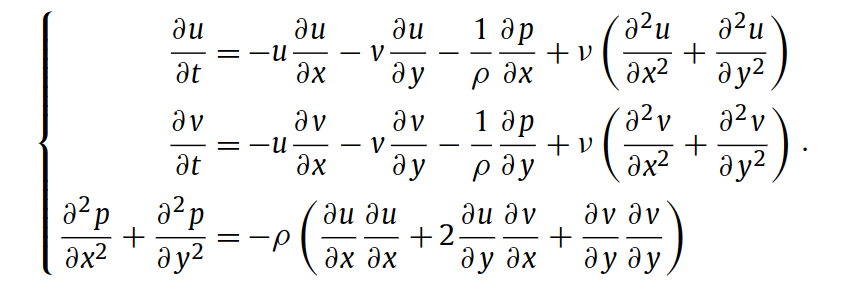 ∂u/∂t = −u ∂u/∂x − v ∂u/∂y − 1/ρ ∂p/∂x + ν (∂²u/∂x² + ∂²u/∂y²)
∂v/∂t = −u ∂v/∂x − v ∂v/∂y − 1/ρ ∂p/∂y + ν (∂²v/∂x² + ∂²v/∂y²) .
∂²p/∂x² + ∂²p/∂y² = −ρ (∂u/∂x ∂u/∂x + 2 ∂u/∂y ∂v/∂x + ∂v/∂y ∂v/∂y)